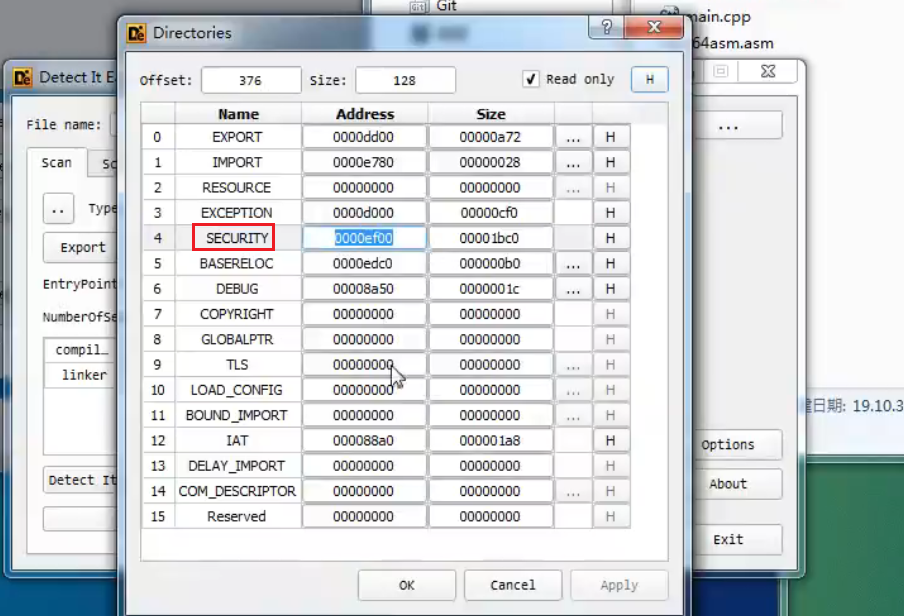 Git
main.cpp
64asm.asm
Directories
Detect It E
Offset: 376 Size: 128 Read only H
File name: ...
Name Address Size
0 EXPORT 0000dd00 00000a72 ... H
1 IMPORT 0000e780 00000028 ... H
2 RESOURCE 00000000 00000000 ... H
3 EXCEPTION 0000d000 00000cf0 H
4 SECURITY 0000ef00 00001bc0 H
5 BASERELOC 0000edc0 000000b0 ... H
6 DEBUG 00008a50 0000001c ... H
7 COPYRIGHT 00000000 00000000 H
8 GLOBALPTR 00000000 00000000 H
9 TLS 00000000 00000000 ... H
10 LOAD_CONFIG 00000000 00000000 ... H
11 BOUND_IMPORT 00000000 00000000 ... H
12 IAT 000088a0 000001a8 H
13 DELAY_IMPORT 00000000 00000000 H
14 COM_DESCRIPTOR 00000000 00000000 ... H
15 Reserved 00000000 00000000 H
OK Cancel Apply
Scan Sc
.. Type
Export
EntryPoint
NumberOfSe
compil…
linker
Detect It
日期: 19.10.3
Options
About
Exit